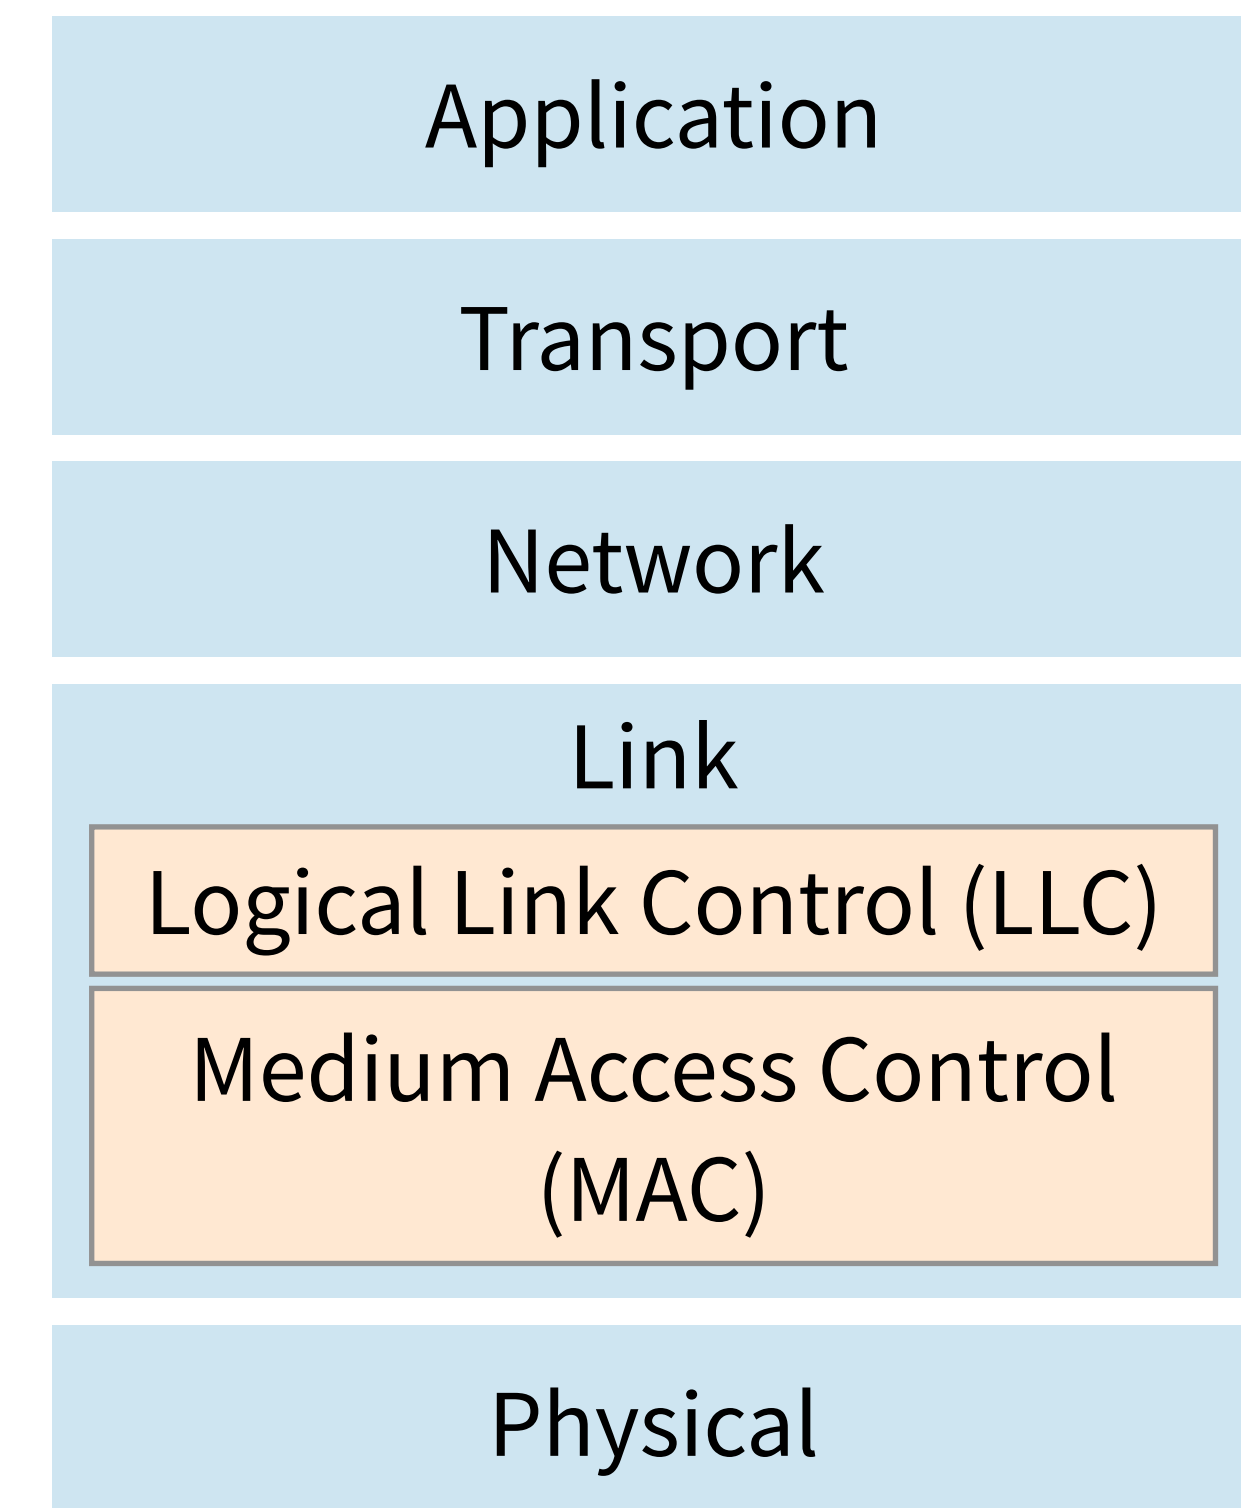 Application
Transport
Network
Link
Logical Link Control (LLC)
Medium Access Control
(MAC)
Physical